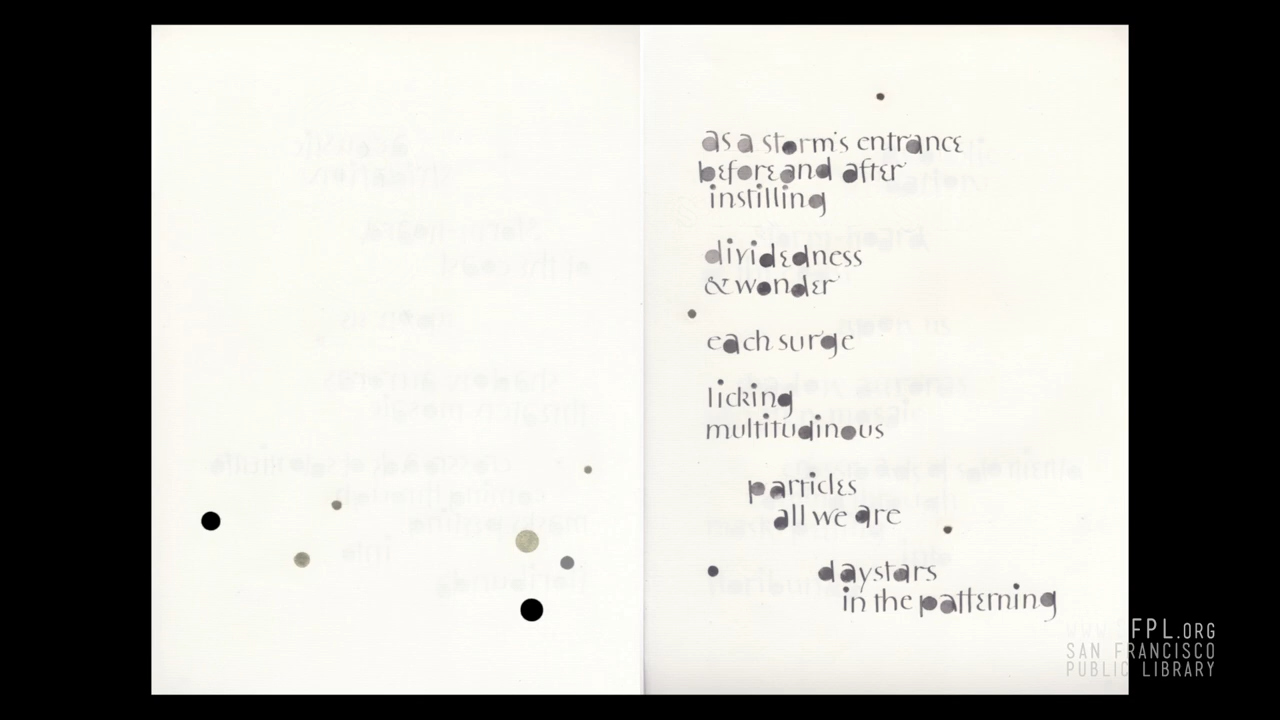 as a storm's entrance
before and after
instilling
dividedness
& wonder
each surge
licking
multitudinous
particles
all we are
daystars
in the patterning
WWW.SFPL.ORG
SAN FRANCISCO
PUBLIC LIBRARY